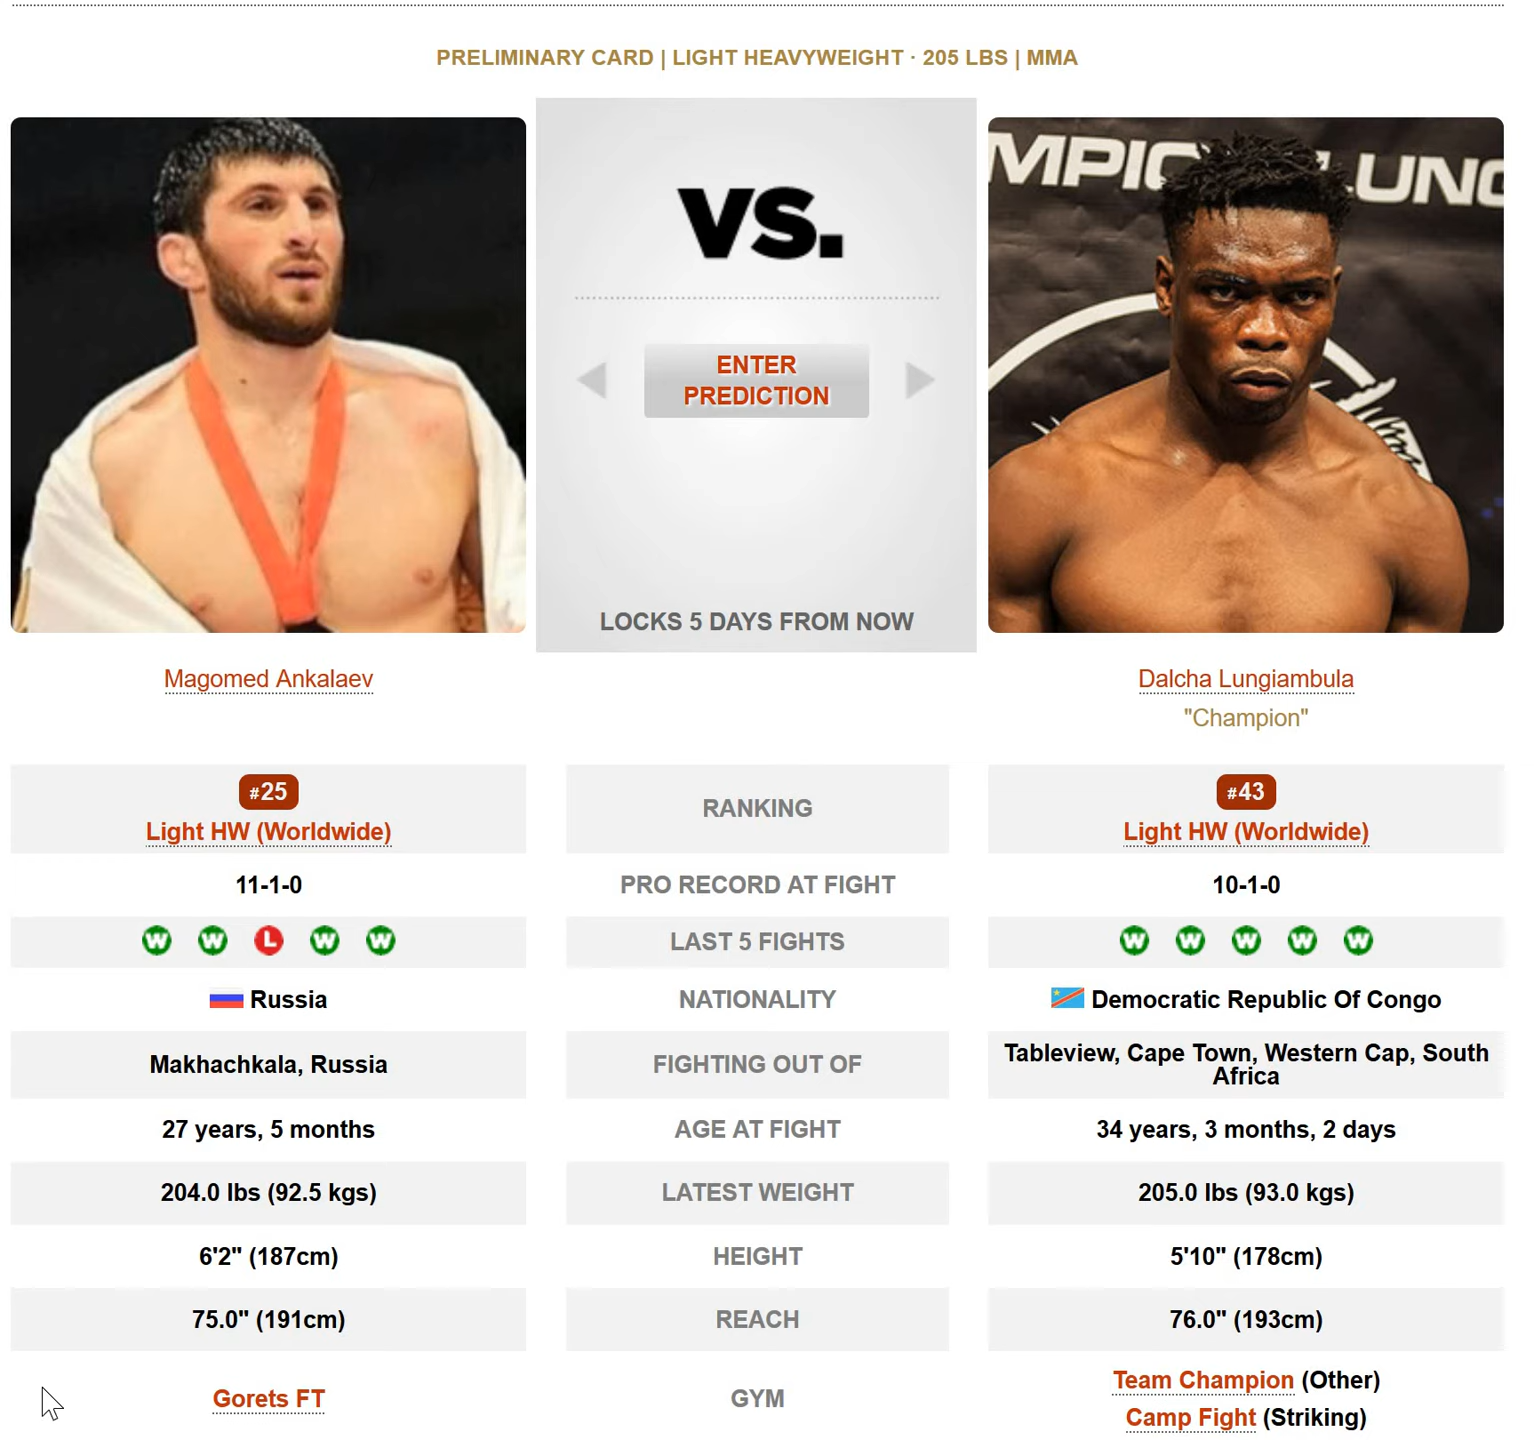 PRELIMINARY CARD | LIGHT HEAVYWEIGHT · 205 LBS | MMA
MPIC
LUNG
VS.
ENTER
PREDICTION
LOCKS 5 DAYS FROM NOW
Magomed Ankalaev
Dalcha Lungiambula
"Champion"
#25
Light HW (Worldwide)
RANKING
#43
Light HW (Worldwide)
11-1-0
PRO RECORD AT FIGHT
10-1-0
W W L W W
LAST 5 FIGHTS
W W W W W
Russia
NATIONALITY
Democratic Republic Of Congo
Makhachkala, Russia
FIGHTING OUT OF
Tableview, Cape Town, Western Cap, South
Africa
27 years, 5 months
AGE AT FIGHT
34 years, 3 months, 2 days
204.0 lbs (92.5 kgs)
LATEST WEIGHT
205.0 lbs (93.0 kgs)
6'2" (187cm)
HEIGHT
5'10" (178cm)
75.0" (191cm)
REACH
76.0" (193cm)
Gorets FT
GYM
Team Champion (Other)
Camp Fight (Striking)